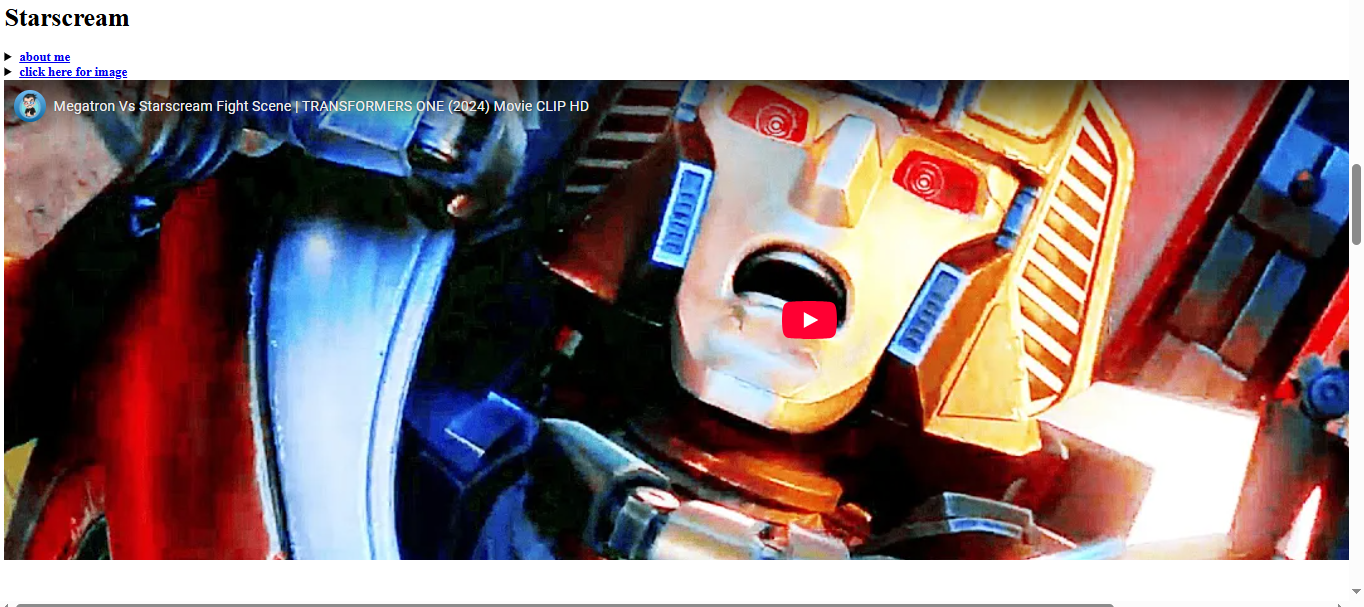 Starscream
about me
click here for image
Megatron Vs Starscream Fight Scene | TRANSFORMERS ONE (2024) Movie CLIP HD